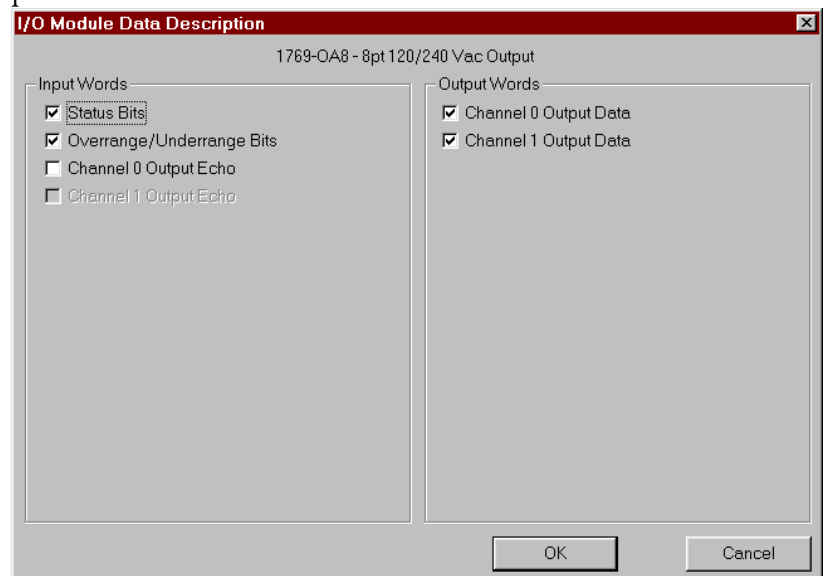 I/O Module Data Description
1769-OA8 - 8pt 120/240 Vac Output
Input Words
Status Bits
Overrange/Underrange Bits
Channel 0 Output Echo
Channel 1 Output Echo
Output Words
Channel 0 Output Data
Channel 1 Output Data
OK
Cancel